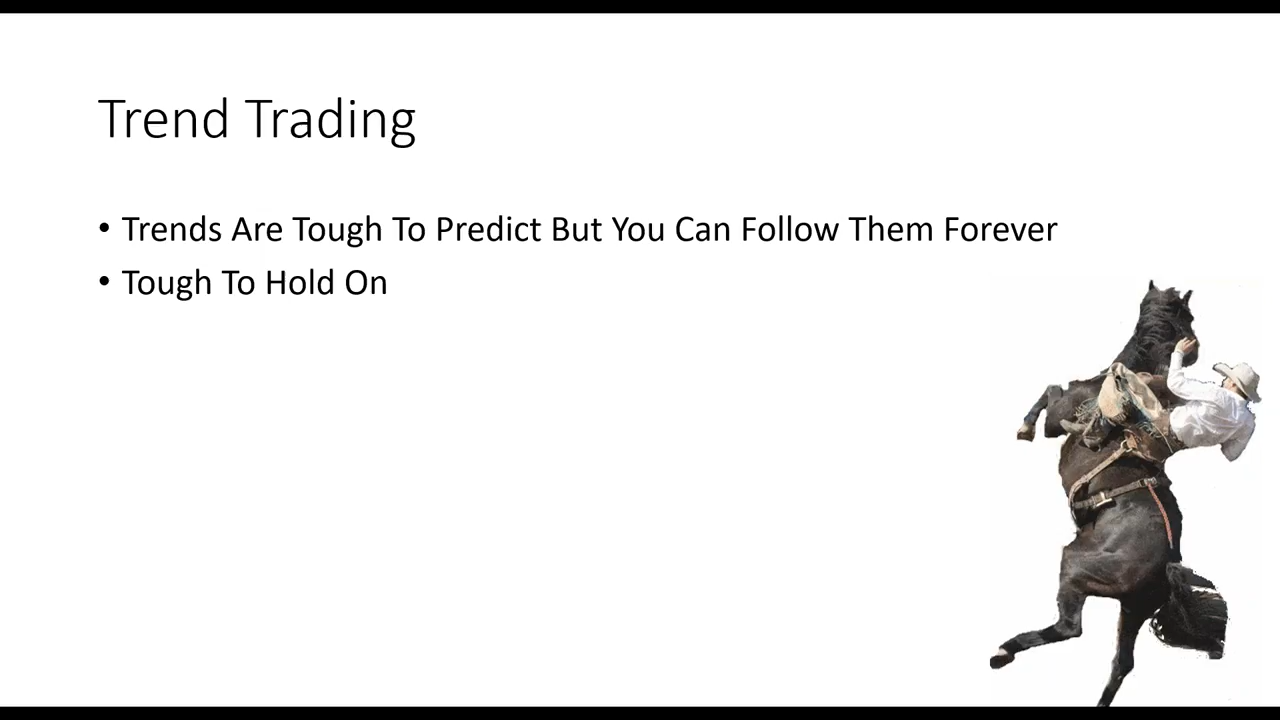 Trend Trading
• Trends Are Tough To Predict But You Can Follow Them Forever
• Tough To Hold On